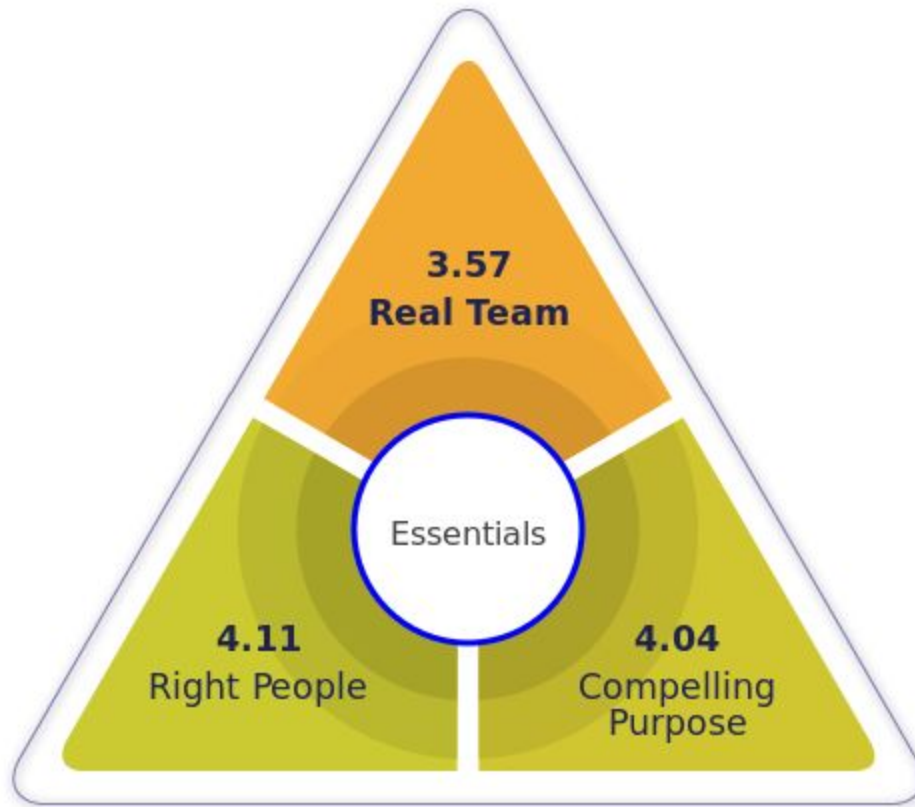 3.57
Real Team
Essentials
4.11
Right People
4.04
Compelling
Purpose